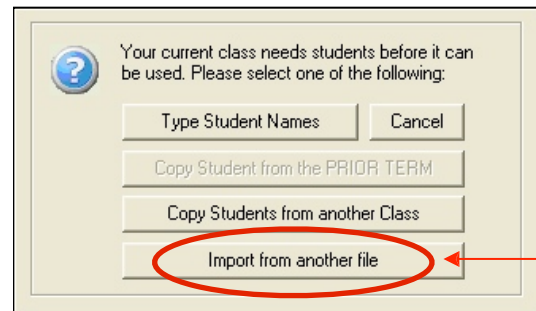 Your current class needs students before it can
be used. Please select one of the following:
Type Student Names
Cancel
Copy Student from the PRIOR TERM
Copy Students from another Class
Import from another file